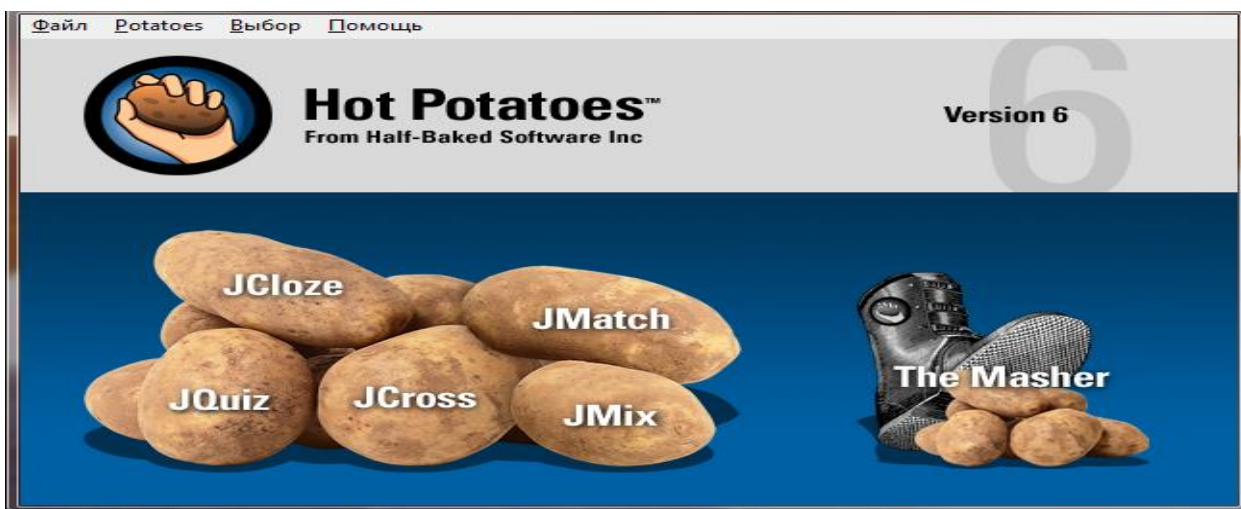 Файл Potatoes Выбор Помощь
Hot Potatoes™
From Half-Baked Software Inc
Version 6
6
JCloze
JMatch
The Masher
JQuiz
JCross
JMix